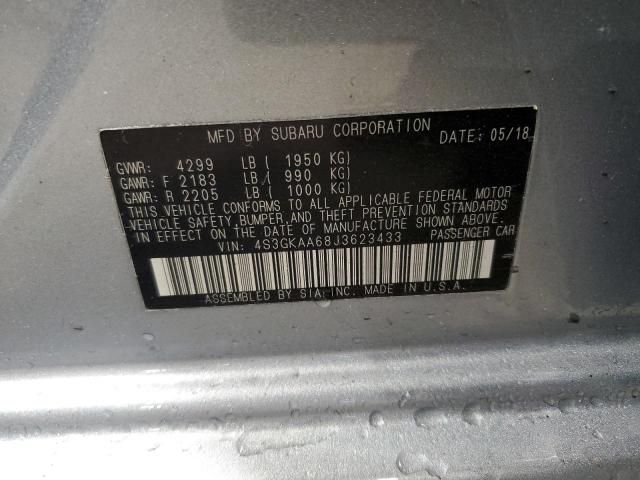 MFD BY SUBARU CORPORATION DATE: 05/18
GVWR: 4299 LB ( 1950 KG)
GAWR: F 2183 LB ( 990 KG)
GAWR: R 2205 LB ( 1000 KG)
THIS VEHICLE CONFORMS TO ALL APPLICABLE FEDERAL MOTOR
VEHICLE SAFETY, BUMPER, AND THEFT PREVENTION STANDARDS
IN EFFECT ON THE DATE OF MANUFACTURE SHOWN ABOVE.
VIN: 4S3GKAA68J3623433 PASSENGER CAR
ASSEMBLED BY SIA, INC. MADE IN U.S.A.